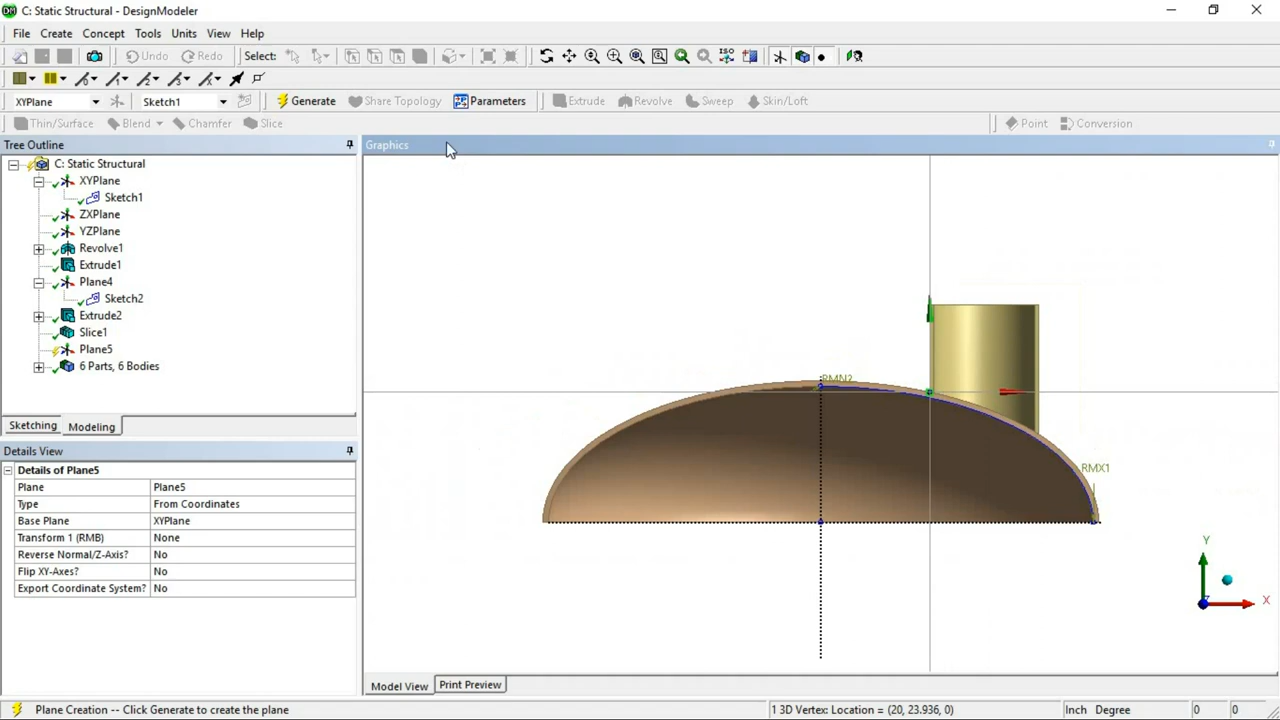 C: Static Structural - DesignModeler
File Create Concept Tools Units View Help
Undo Redo Select:
XYPlane Sketch1 Generate Share Topology Parameters Extrude Revolve Sweep Skin/Loft
Thin/Surface Blend Chamfer Slice Point Conversion
Tree Outline
C: Static Structural
XYPlane
Sketch1
ZXPlane
YZPlane
Revolve1
Extrude1
Plane4
Sketch2
Extrude2
Slice1
Plane5
6 Parts, 6 Bodies
Sketching Modeling
Details View
Details of Plane5
Plane Plane5
Type From Coordinates
Base Plane XYPlane
Transform 1 (RMB) None
Reverse Normal/Z-Axis? No
Flip XY-Axes? No
Export Coordinate System? No
Graphics
ISO
RMN2
RMX1
Y
X
Z
Model View Print Preview
Plane Creation -- Click Generate to create the plane
1 3D Vertex: Location = (20, 23.936, 0)
Inch Degree 0 0